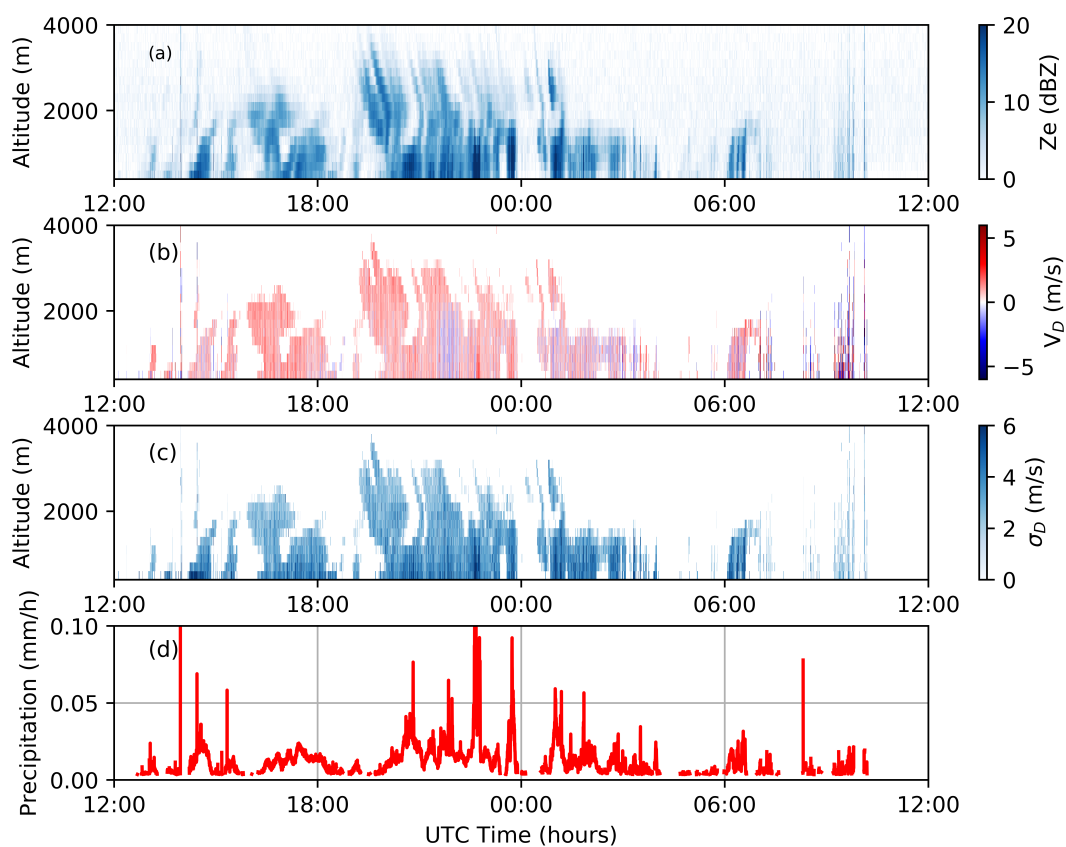 4000
2000
Altitude (m)
(a)
12:00 18:00 00:00 06:00 12:00
20
10
0
Ze (dBZ)
4000
2000
Altitude (m)
(b)
12:00 18:00 00:00 06:00 12:00
5
0
−5
V_D (m/s)
4000
2000
Altitude (m)
(c)
12:00 18:00 00:00 06:00 12:00
6
4
2
0
σ_D (m/s)
0.10
0.05
0.00
Precipitation (mm/h)
(d)
12:00 18:00 00:00 06:00 12:00
UTC Time (hours)